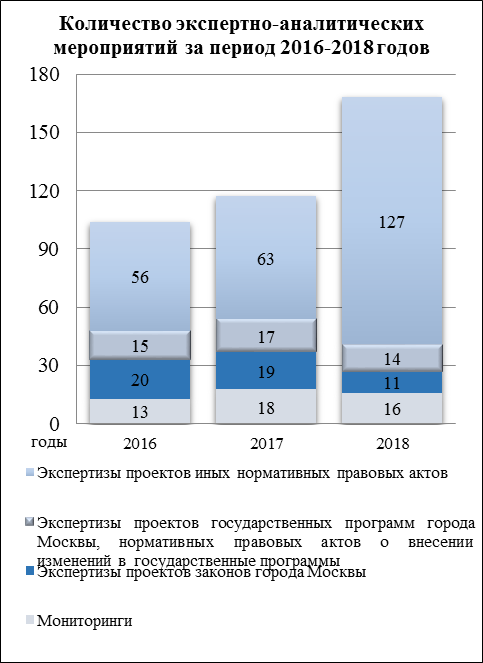 Количество экспертно-аналитических
мероприятий за период 2016-2018 годов
180
150
120
90
60
30
0
56
63
127
15
17
14
20
19
11
13
18
16
годы
2016
2017
2018
Экспертизы проектов иных нормативных правовых актов
Экспертизы проектов государственных программ города
Москвы, нормативных правовых актов о внесении
изменений в государственные программы
Экспертизы проектов законов города Москвы
Мониторинги